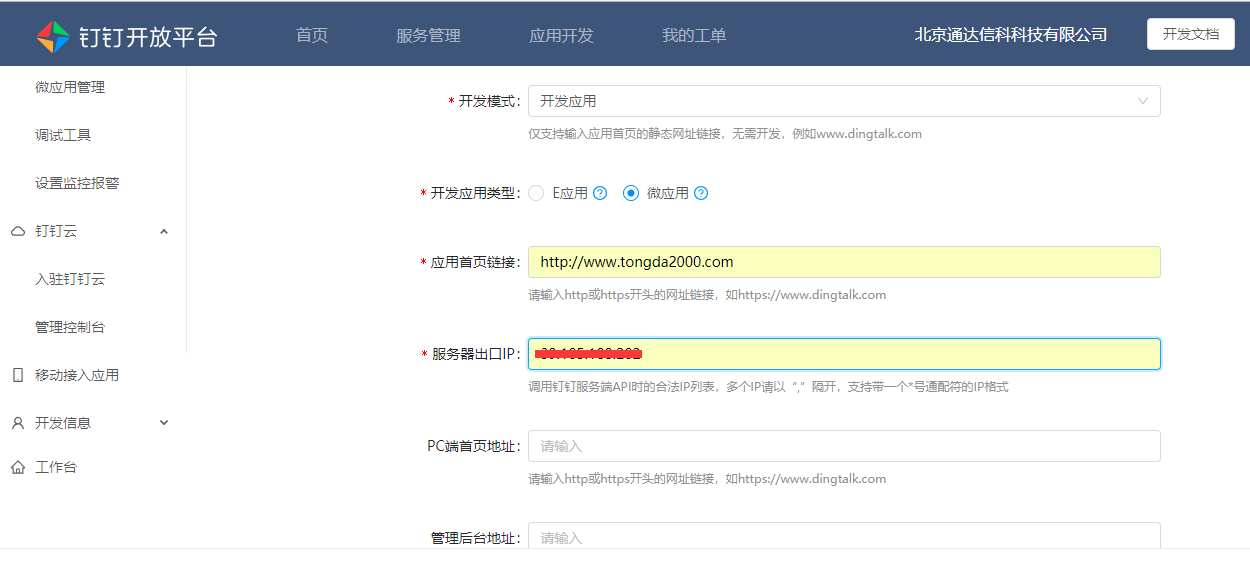 钉钉开放平台
首页
服务管理
应用开发
我的工单
北京通达信科科技有限公司
开发文档
微应用管理
调试工具
设置监控报警
钉钉云
入驻钉钉云
管理控制台
移动接入应用
开发信息
工作台
* 开发模式:
开发应用
仅支持输入应用首页的静态网址链接，无需开发，例如www.dingtalk.com
* 开发应用类型:
E应用
微应用
* 应用首页链接:
http://www.tongda2000.com
请输入http或https开头的网址链接，如https://www.dingtalk.com
* 服务器出口IP:
调用钉钉服务端API时的合法IP列表，多个IP请以“,”隔开，支持带一个*号通配符的IP格式
PC端首页地址:
请输入
请输入http或https开头的网址链接，如https://www.dingtalk.com
管理后台地址:
请输入